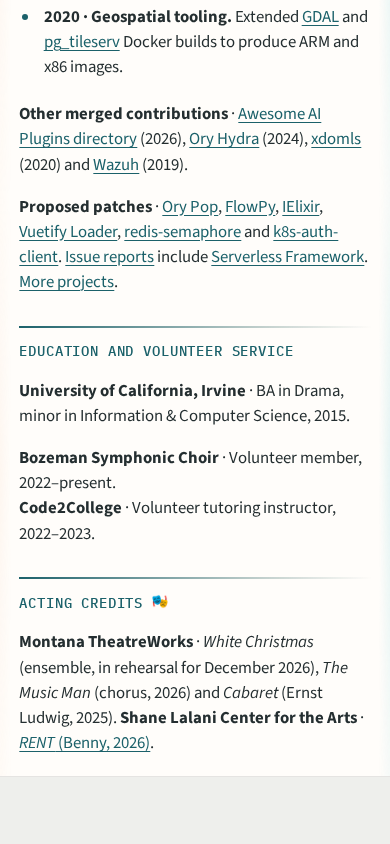 • 2020 · Geospatial tooling. Extended GDAL and
pg_tileserv Docker builds to produce ARM and
x86 images.
Other merged contributions · Awesome AI
Plugins directory (2026), Ory Hydra (2024), xdomls
(2020) and Wazuh (2019).
Proposed patches · Ory Pop, FlowPy, IElixir,
Vuetify Loader, redis-semaphore and k8s-auth-
client. Issue reports include Serverless Framework.
More projects.
EDUCATION AND VOLUNTEER SERVICE
University of California, Irvine · BA in Drama,
minor in Information & Computer Science, 2015.
Bozeman Symphonic Choir · Volunteer member,
2022–present.
Code2College · Volunteer tutoring instructor,
2022–2023.
ACTING CREDITS 🎭
Montana TheatreWorks · White Christmas
(ensemble, in rehearsal for December 2026), The
Music Man (chorus, 2026) and Cabaret (Ernst
Ludwig, 2025). Shane Lalani Center for the Arts ·
RENT (Benny, 2026).